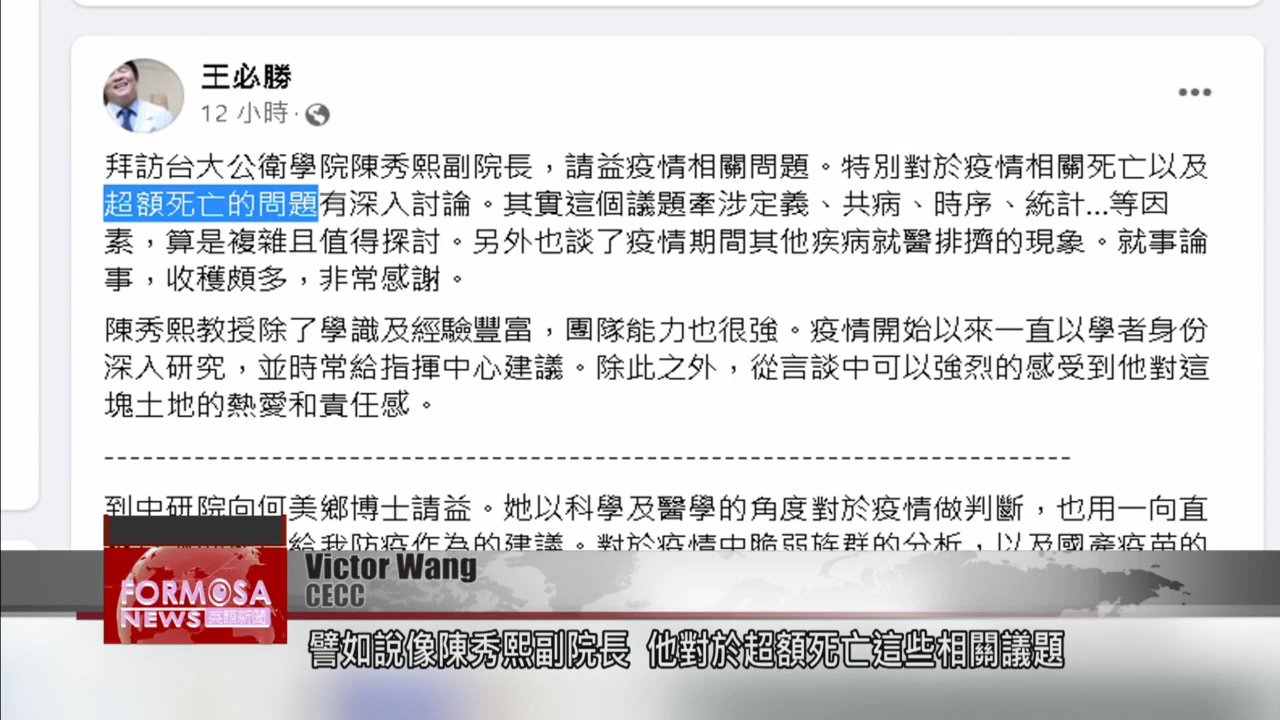 王必勝
12 小時 ·
拜訪台大公衛學院陳秀熙副院長，請益疫情相關問題。特別對於疫情相關死亡以及
超額死亡的問題有深入討論。其實這個議題牽涉定義、共病、時序、統計...等因
素，算是複雜且值得探討。另外也談了疫情期間其他疾病就醫排擠的現象。就事論
事，收穫頗多，非常感謝。
陳秀熙教授除了學識及經驗豐富，團隊能力也很強。疫情開始以來一直以學者身份
深入研究，並時常給指揮中心建議。除此之外，從言談中可以強烈的感受到他對這
塊土地的熱愛和責任感。
---------------------------------------------------------------
到中研院向何美鄉博士請益。她以科學及醫學的角度對於疫情做判斷，也用一向直
給我防疫作為的建議。對於疫情中脆弱族群的分析，以及國產疫苗的
Victor Wang
CECC
FORMOSA
NEWS
譬如說像陳秀熙副院長 他對於超額死亡這些相關議題